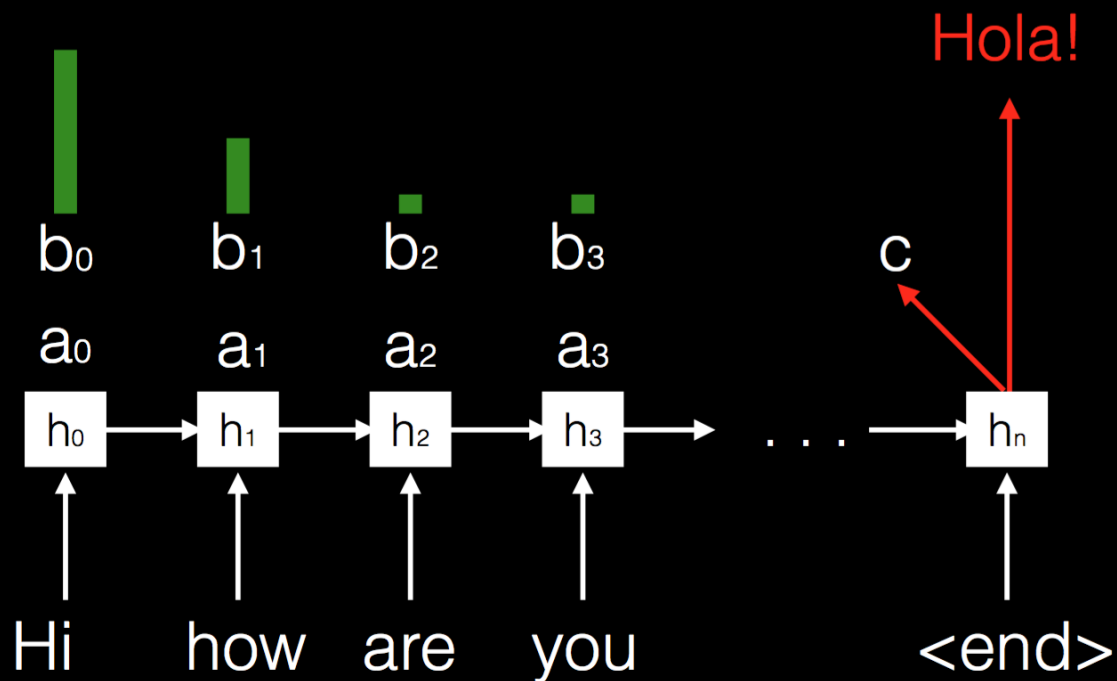 Hola!
b₀ b₁ b₂ b₃ c
a₀ a₁ a₂ a₃
h₀ h₁ h₂ h₃ . . . hₙ
Hi how are you <end>